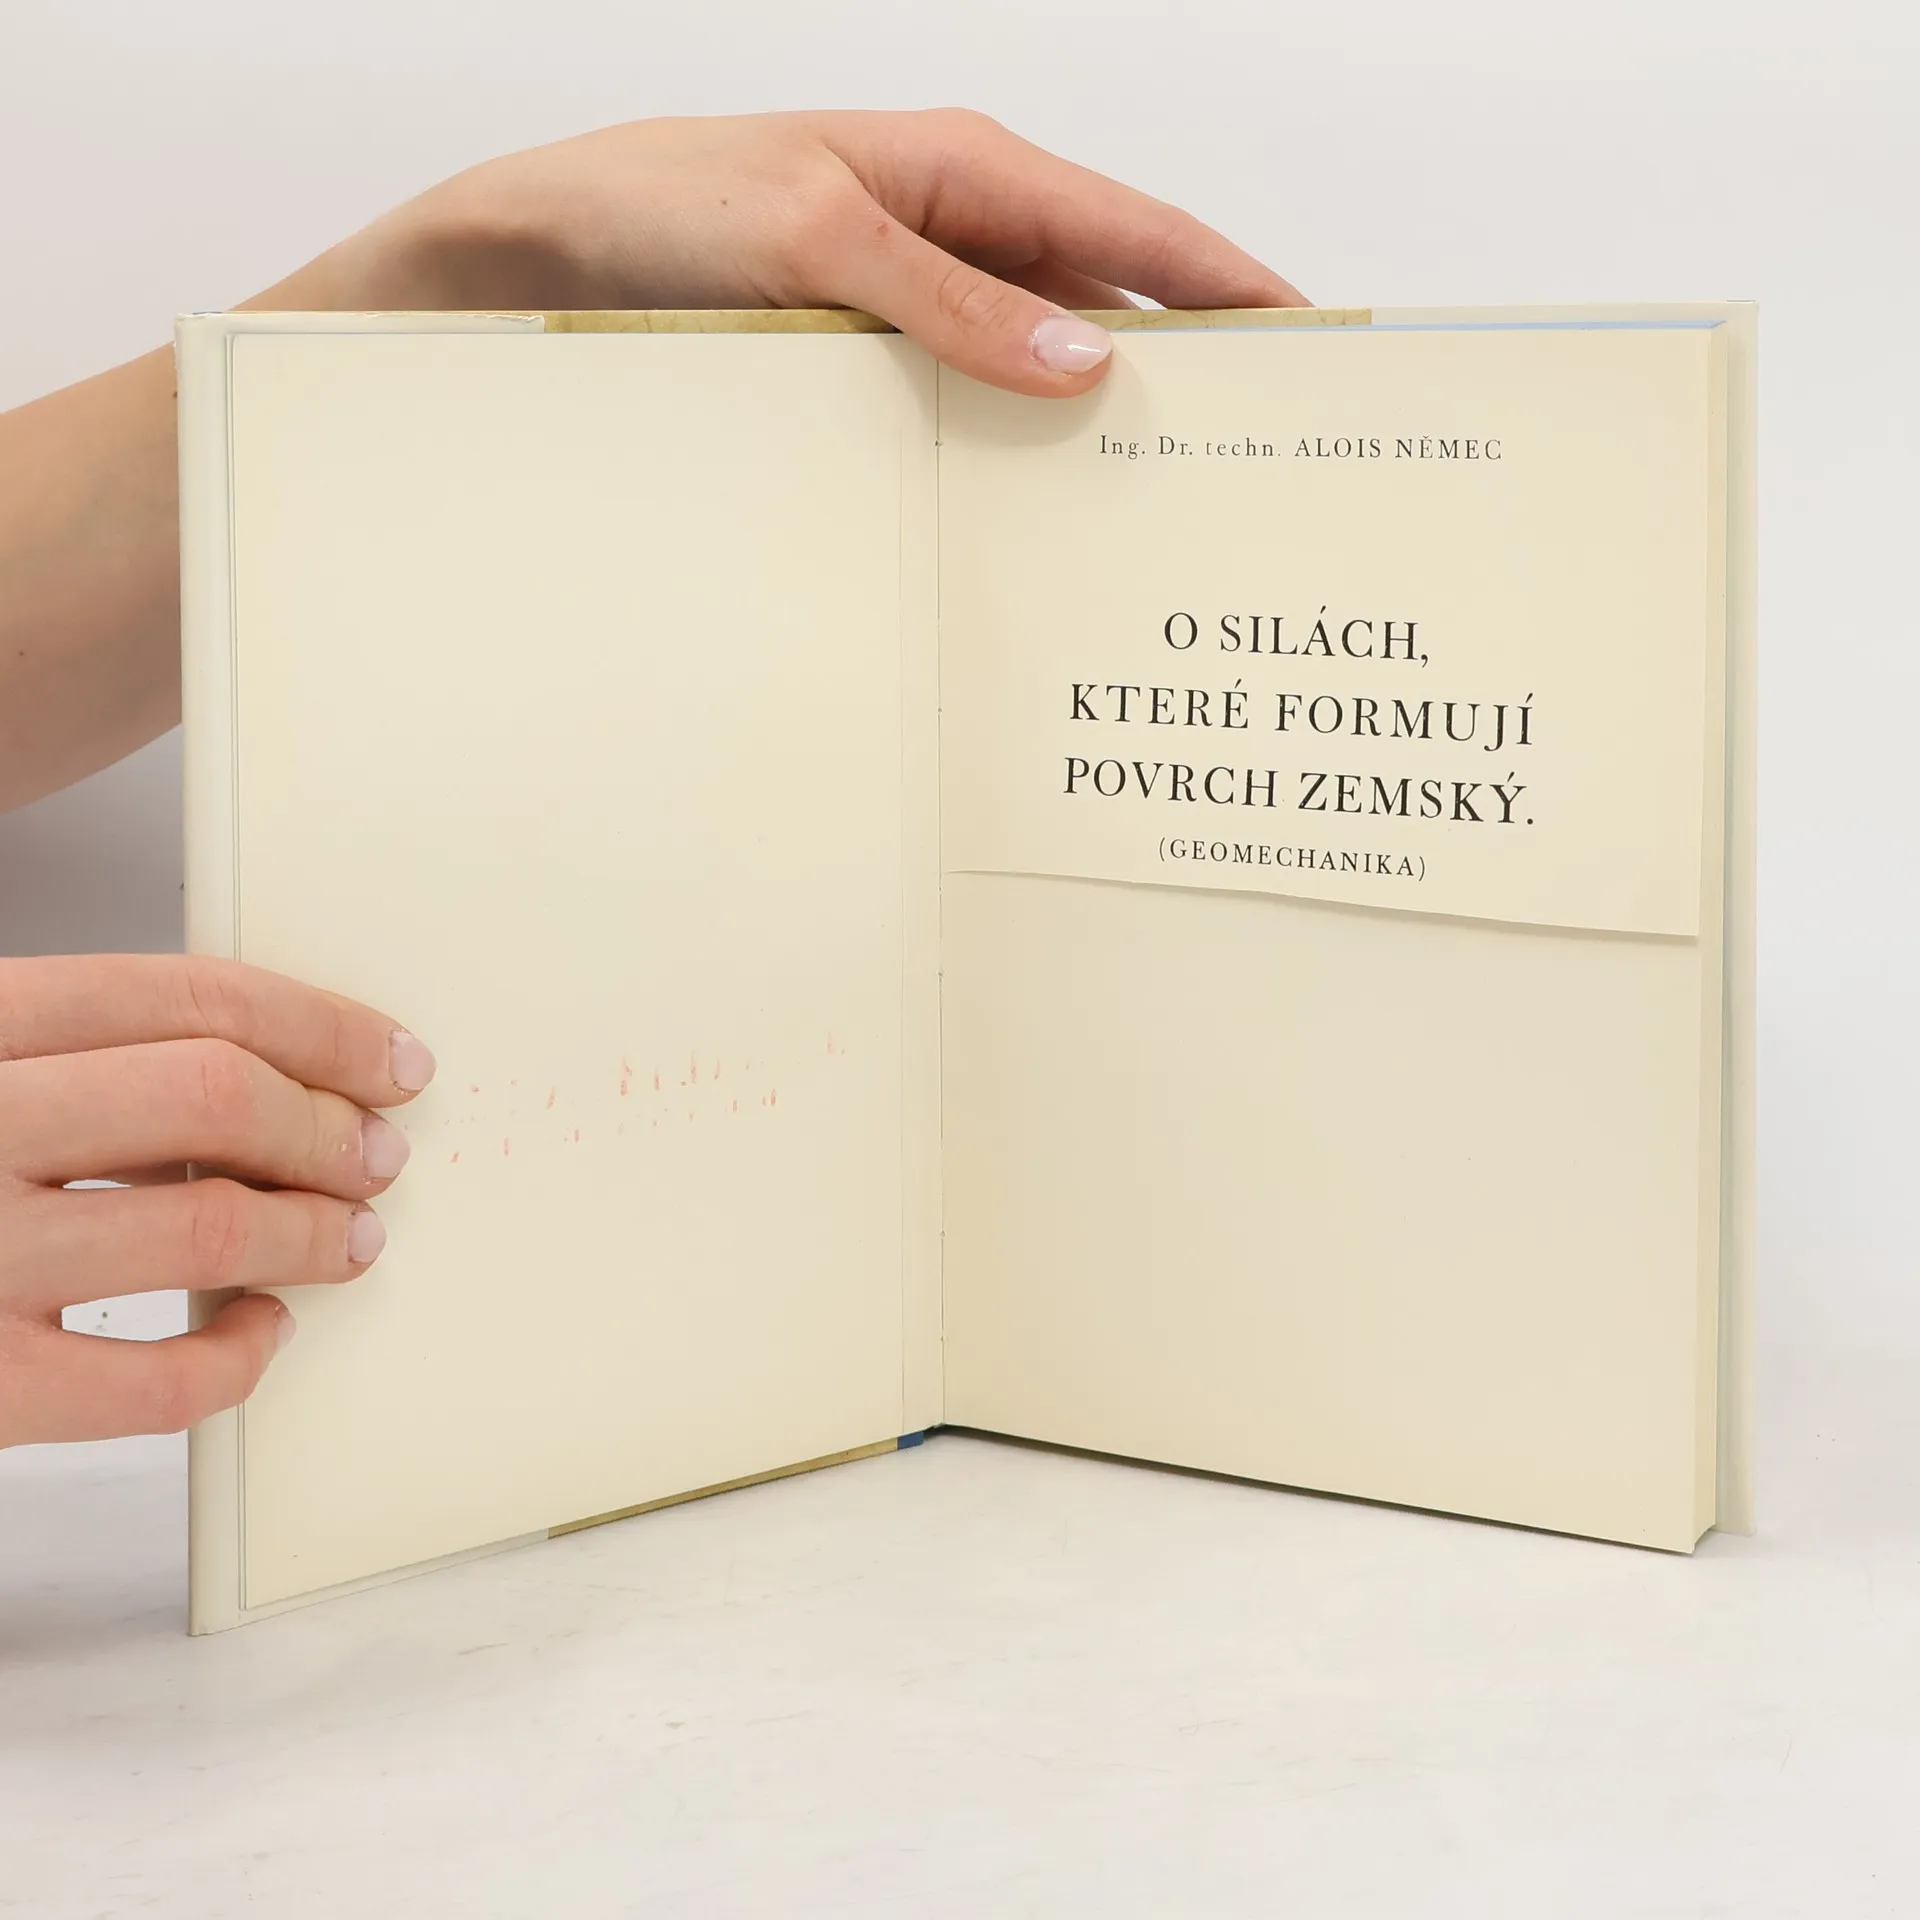 Ing. Dr. techn. ALOIS NĚMEC
O SILÁCH,
KTERÉ FORMUJÍ
POVRCH ZEMSKÝ.
(GEOMECHANIKA)